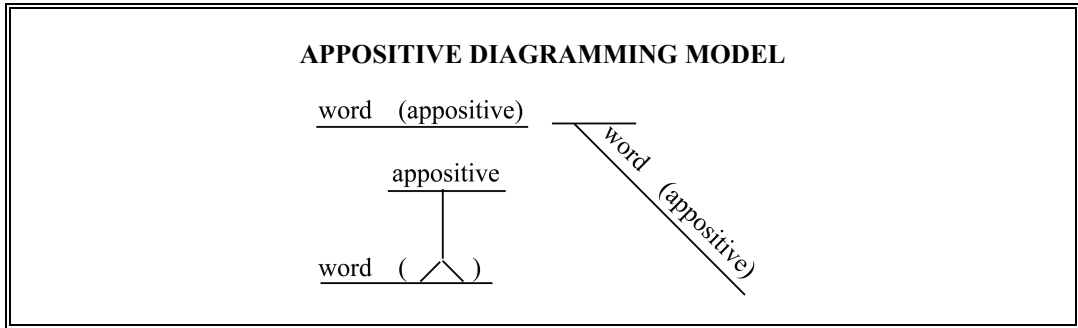 APPOSITIVE DIAGRAMMING MODEL
word (appositive)
word (appositive)
appositive
word ( )